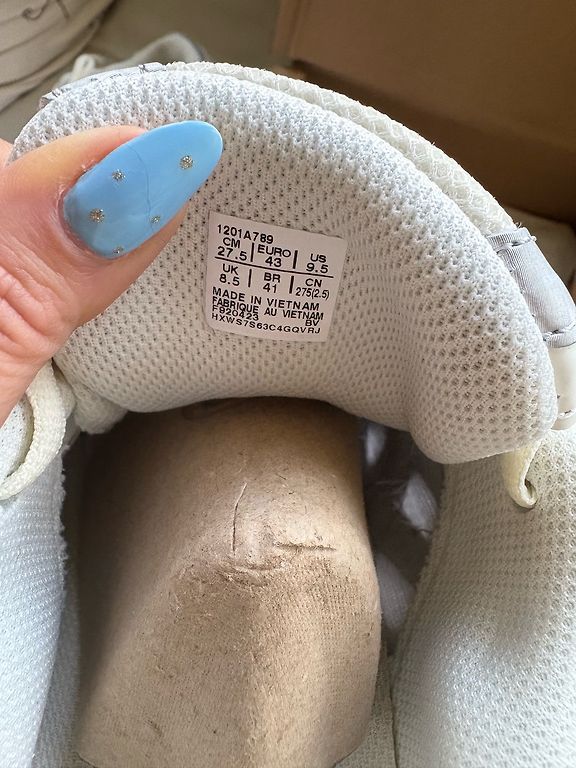 1201A789
CM | EURO | US
27.5 | 43 | 9.5
UK | BR | CN
8.5 | 41 | 275(2.5)
MADE IN VIETNAM
FABRIQUE AU VIETNAM
F920423 BV
HXWS7S63C4GQVRJ